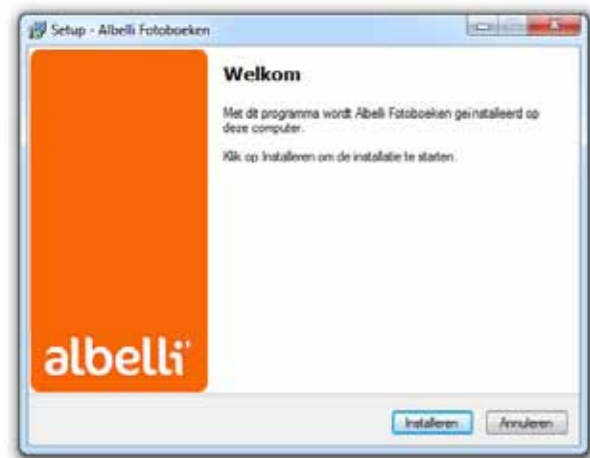 Setup - Albelli Fotoboeken
Welkom
Met dit programma wordt Albelli Fotoboeken geïnstalleerd op
deze computer.
Klik op Installeren om de installatie te starten.
albelli
Installeren
Annuleren